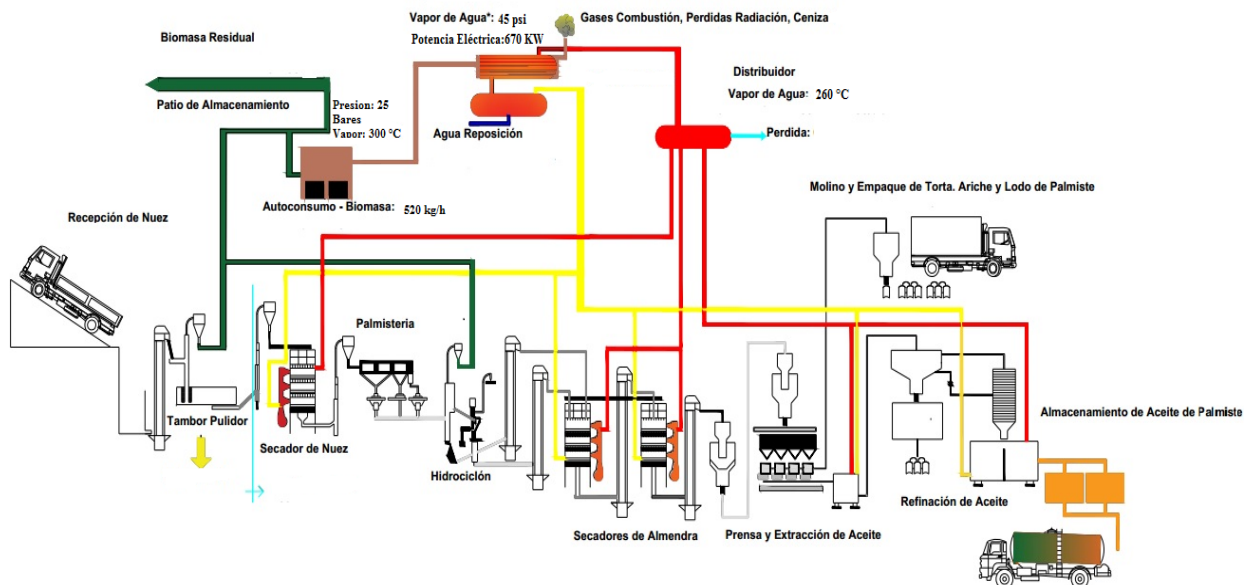 Vapor de Agua*: 45 psi
Potencia Eléctrica:670 KW
Gases Combustión, Perdidas Radiación, Ceniza
Biomasa Residual
Distribuidor
Vapor de Agua: 260 °C
Patio de Almacenamiento
Presion: 25
Bares
Vapor: 300 °C
Agua Reposición
Perdida:
Autoconsumo - Biomasa: 520 kg/h
Molino y Empaque de Torta. Ariche y Lodo de Palmiste
Recepción de Nuez
Palmisteria
Tambor Pulidor
Secador de Nuez
Hidrociclón
Secadores de Almendra
Prensa y Extracción de Aceite
Refinación de Aceite
Almacenamiento de Aceite de Palmiste